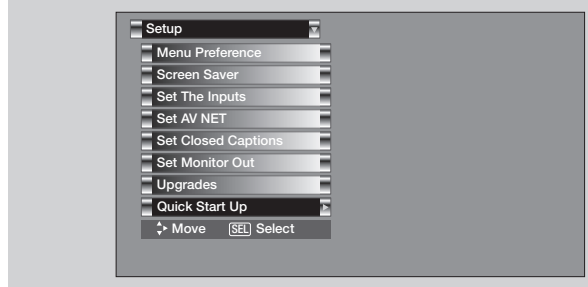 Setup
Menu Preference
Screen Saver
Set The Inputs
Set AV NET
Set Closed Captions
Set Monitor Out
Upgrades
Quick Start Up
Move SEL Select